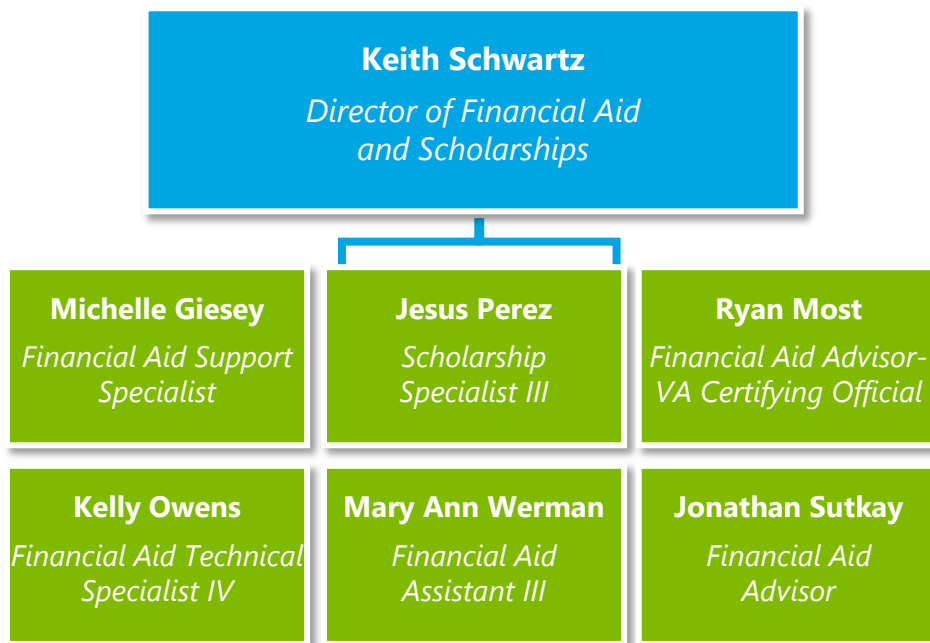 Keith Schwartz
Director of Financial Aid
and Scholarships
Michelle Giesey
Financial Aid Support
Specialist
Jesus Perez
Scholarship
Specialist III
Ryan Most
Financial Aid Advisor-
VA Certifying Official
Kelly Owens
Financial Aid Technical
Specialist IV
Mary Ann Werman
Financial Aid
Assistant III
Jonathan Sutkay
Financial Aid
Advisor